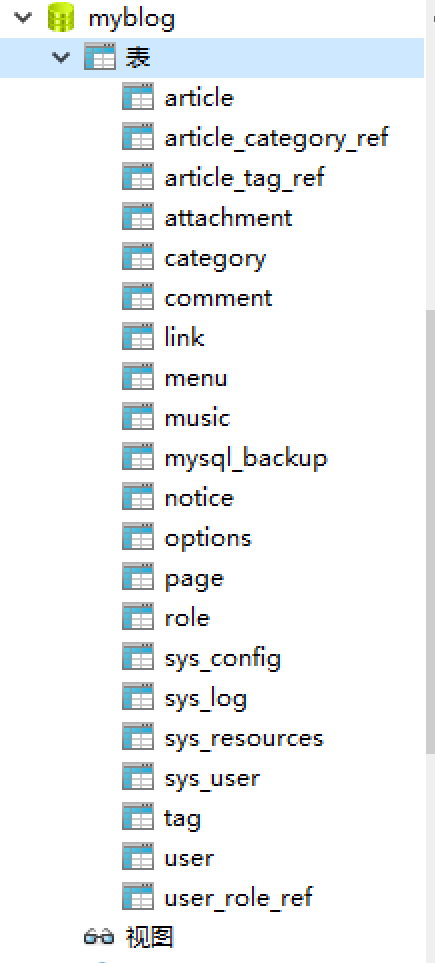 myblog
表
article
article_category_ref
article_tag_ref
attachment
category
comment
link
menu
music
mysql_backup
notice
options
page
role
sys_config
sys_log
sys_resources
sys_user
tag
user
user_role_ref
视图